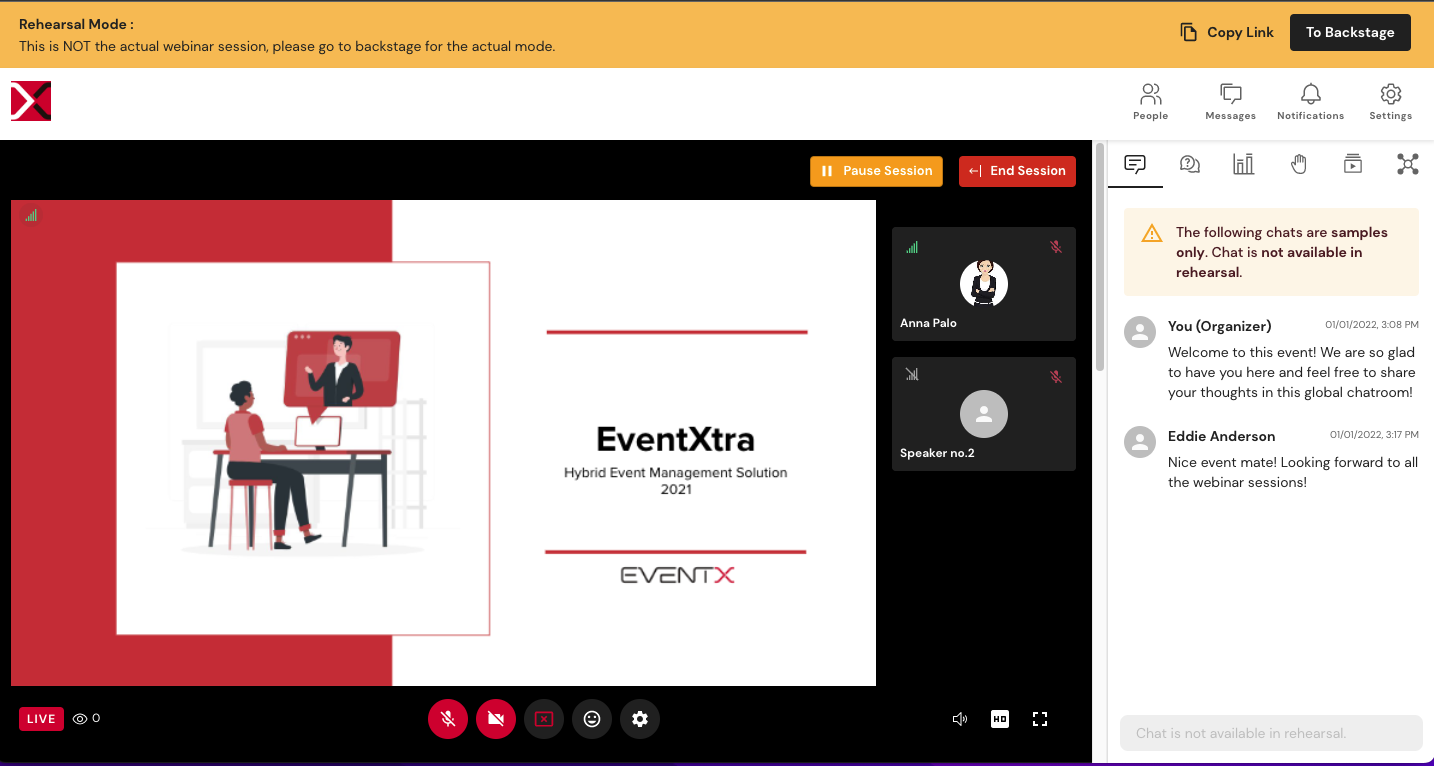 Rehearsal Mode :
This is NOT the actual webinar session, please go to backstage for the actual mode.
Copy Link
To Backstage
People
Messages
Notifications
Settings
Pause Session
End Session
EventXtra
Hybrid Event Management Solution
2021
EVENTX
Anna Palo
Speaker no.2
LIVE
0
HD
The following chats are samples
only. Chat is not available in
rehearsal.
You (Organizer)
01/01/2022, 3:08 PM
Welcome to this event! We are so glad
to have you here and feel free to share
your thoughts in this global chatroom!
Eddie Anderson
01/01/2022, 3:17 PM
Nice event mate! Looking forward to all
the webinar sessions!
Chat is not available in rehearsal.